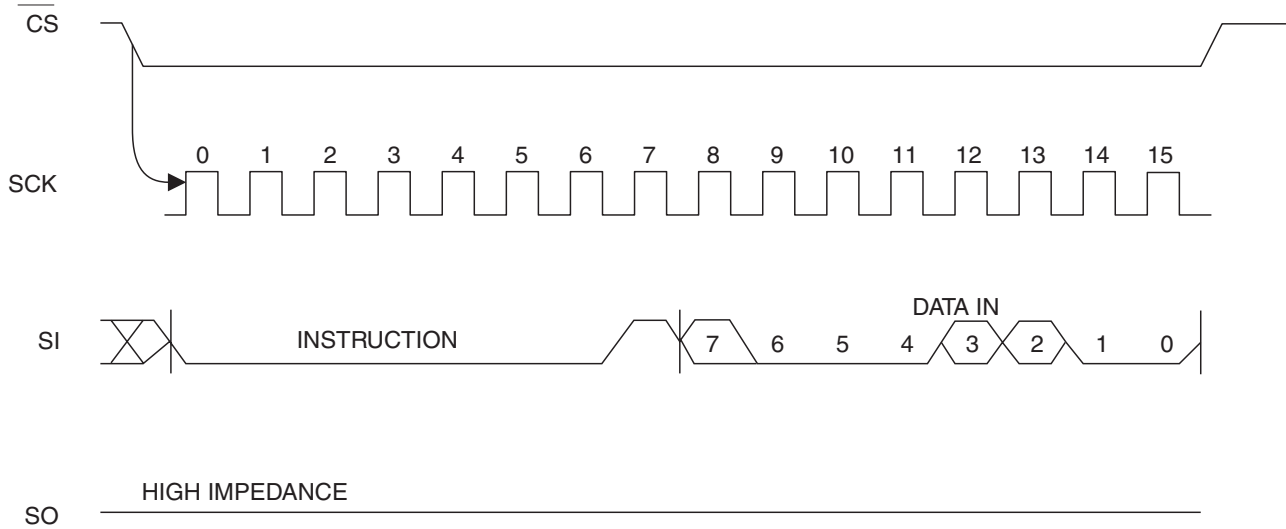 CS
0 1 2 3 4 5 6 7 8 9 10 11 12 13 14 15
SCK
DATA IN
SI INSTRUCTION 7 6 5 4 3 2 1 0
HIGH IMPEDANCE
SO